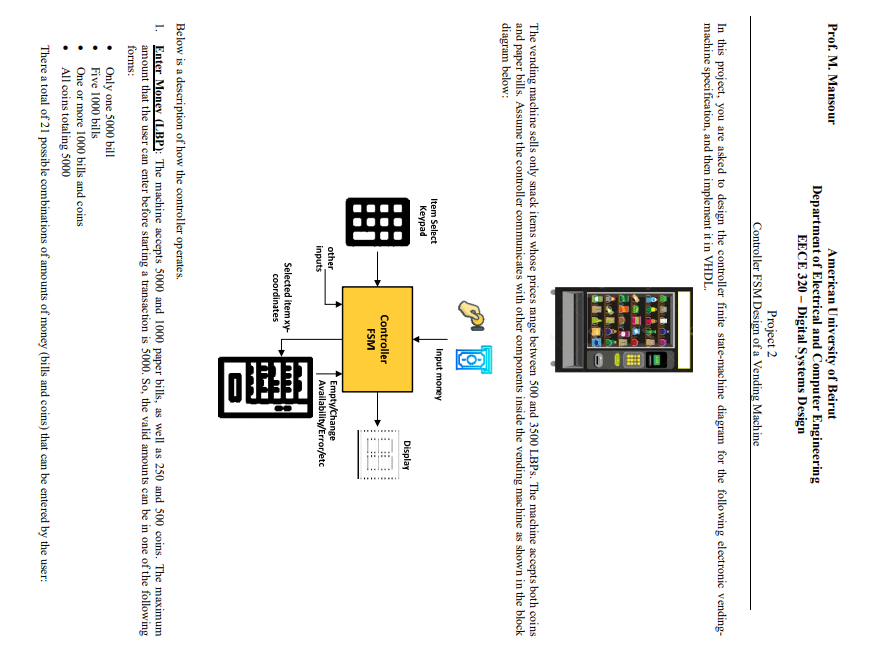 Prof. M. Mansour
American University of Beirut
Department of Electrical and Computer Engineering
EECE 320 – Digital Systems Design
Project 2
Controller FSM Design of a Vending Machine
In this project, you are asked to design the controller finite state-machine diagram for the following electronic vending-
machine specification, and then implement it in VHDL.
The vending machine sells only snack items whose prices range between 500 and 3500 LBPs. The machine accepts both coins
and paper bills. Assume the controller communicates with other components inside the vending machine as shown in the block
diagram below:
Input money
Item Select
Keypad
Display
Controller
FSM
other
inputs
Empty/Change
Availability/Error/etc
Selected item xy-
coordinates
Below is a description of how the controller operates.
1. Enter Money (LBP): The machine accepts 5000 and 1000 paper bills, as well as 250 and 500 coins. The maximum
amount that the user can enter before starting a transaction is 5000. So, the valid amounts can be in one of the following
forms:
• Only one 5000 bill
• Five 1000 bills
• One or more 1000 bills and coins
• All coins totaling 5000
There a total of 21 possible combinations of amounts of money (bills and coins) that can be entered by the user: